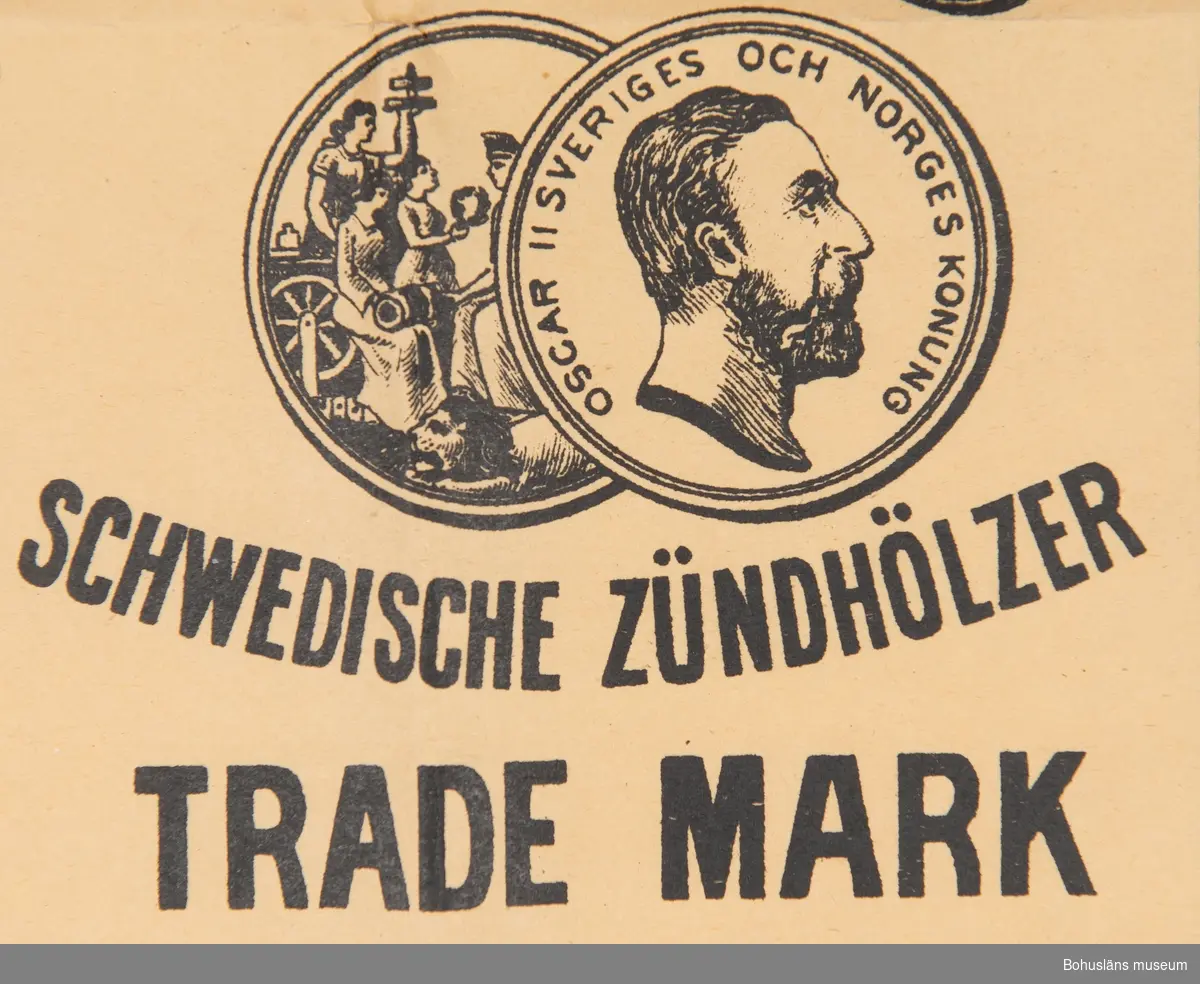 OSCAR II SVERIGES OCH NORGES KONUNG
SCHWEDISCHE ZÜNDHÖLZER
TRADE MARK
Bohusläns museum